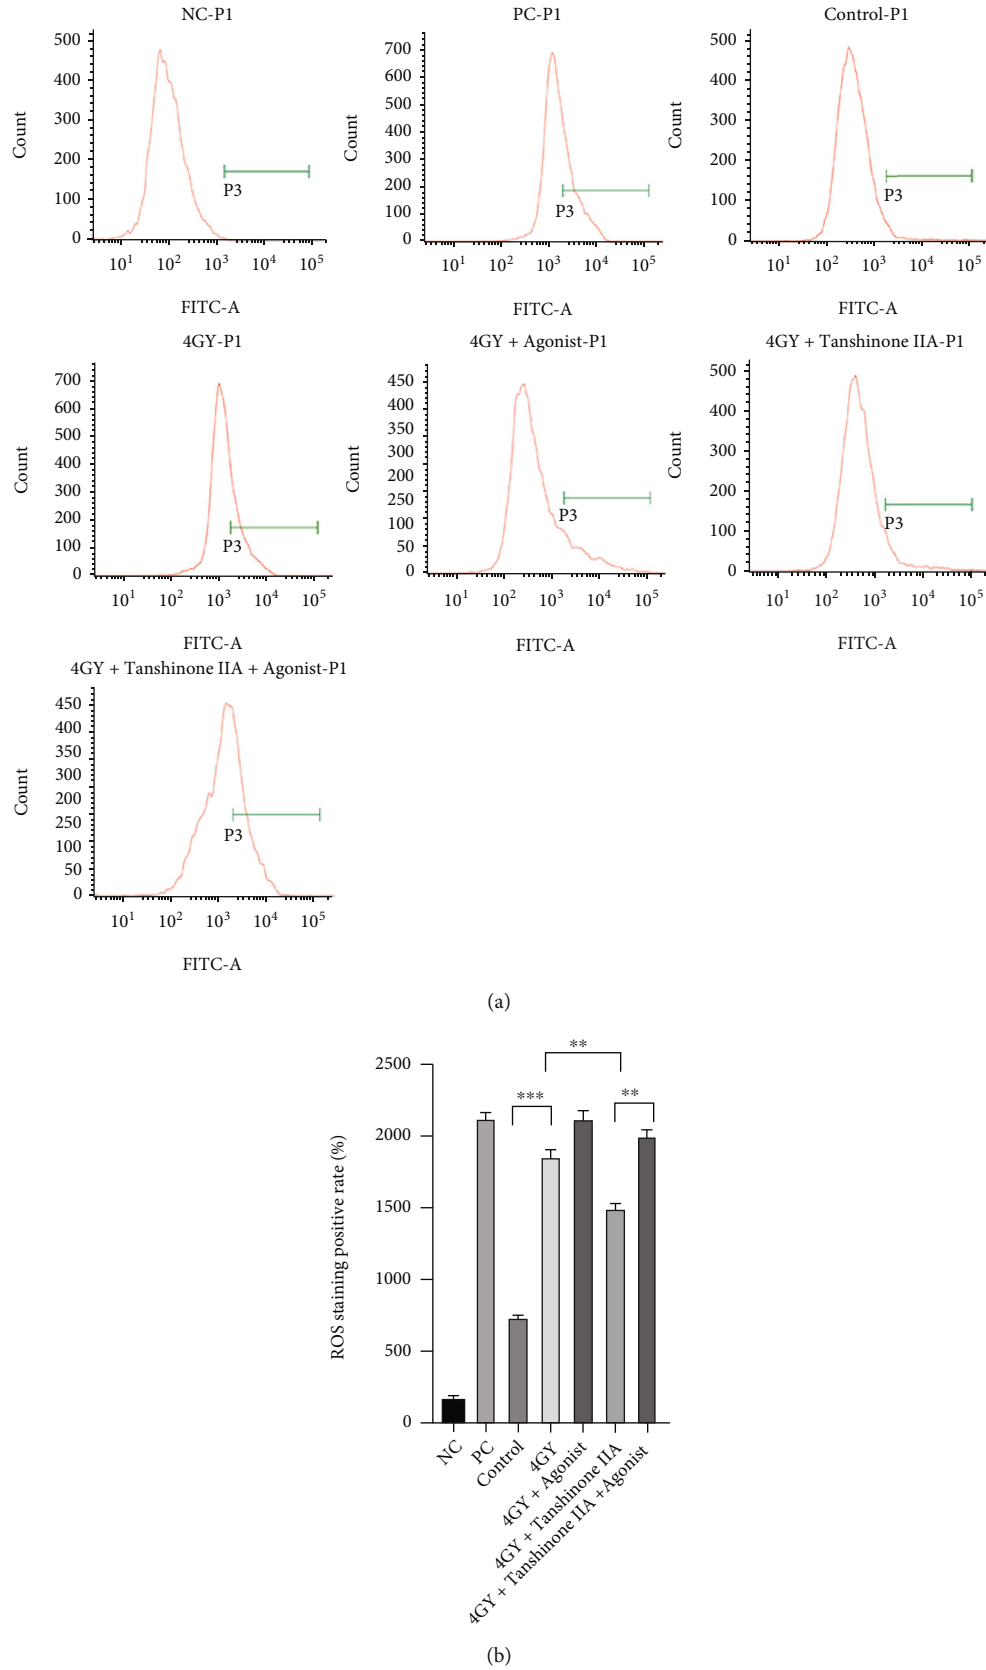 NC-P1
500
400
300
200
100
0
Count
P3
10¹ 10² 10³ 10⁴ 10⁵
FITC-A
PC-P1
700
600
500
400
300
200
100
0
Count
P3
10¹ 10² 10³ 10⁴ 10⁵
FITC-A
Control-P1
500
400
300
200
100
0
Count
P3
10¹ 10² 10³ 10⁴ 10⁵
FITC-A
4GY-P1
700
600
500
400
300
200
100
0
Count
P3
10¹ 10² 10³ 10⁴ 10⁵
FITC-A
4GY + Agonist-P1
450
400
350
300
200
250
100
50
0
Count
P3
10¹ 10² 10³ 10⁴ 10⁵
FITC-A
4GY + Tanshinone IIA-P1
500
400
300
200
100
0
Count
P3
10¹ 10² 10³ 10⁴ 10⁵
FITC-A
4GY + Tanshinone IIA + Agonist-P1
450
400
350
300
200
250
100
50
0
Count
P3
10¹ 10² 10³ 10⁴ 10⁵
FITC-A
(a)
2500
2000
1500
1000
500
0
ROS staining positive rate (%)
***
**
**
NC
PC
Control
4GY
4GY + Agonist
4GY + Tanshinone IIA
4GY + Tanshinone IIA +Agonist
(b)